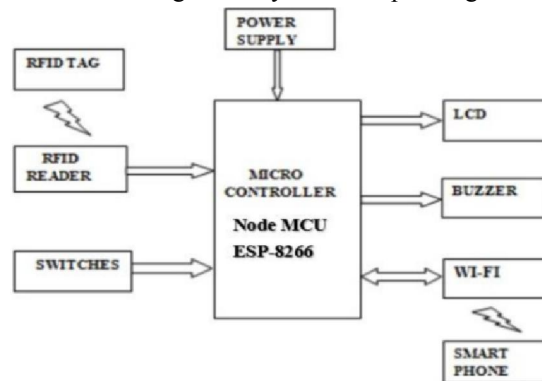 POWER
SUPPLY
RFID TAG
RFID
READER
SWITCHES
MICRO
CONTROLLER
Node MCU
ESP-8266
LCD
BUZZER
WI-FI
SMART
PHONE